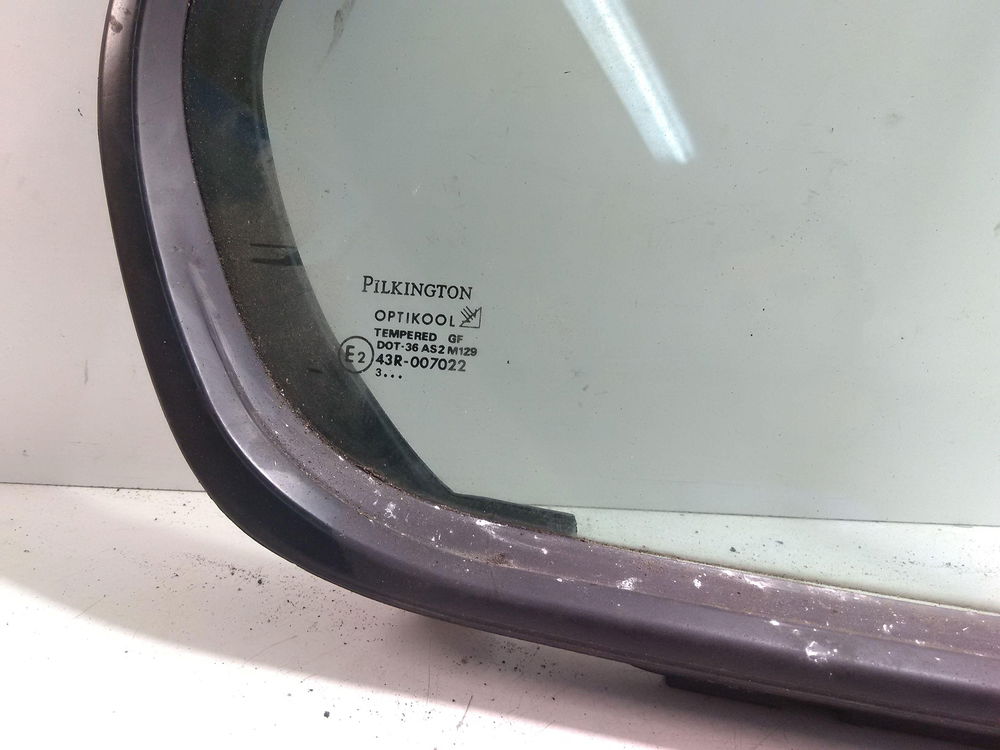 PiLKINGTON
OPTIKOOL
TEMPERED GF
DOT-36 AS2 M129
E2 43R-007022
3...